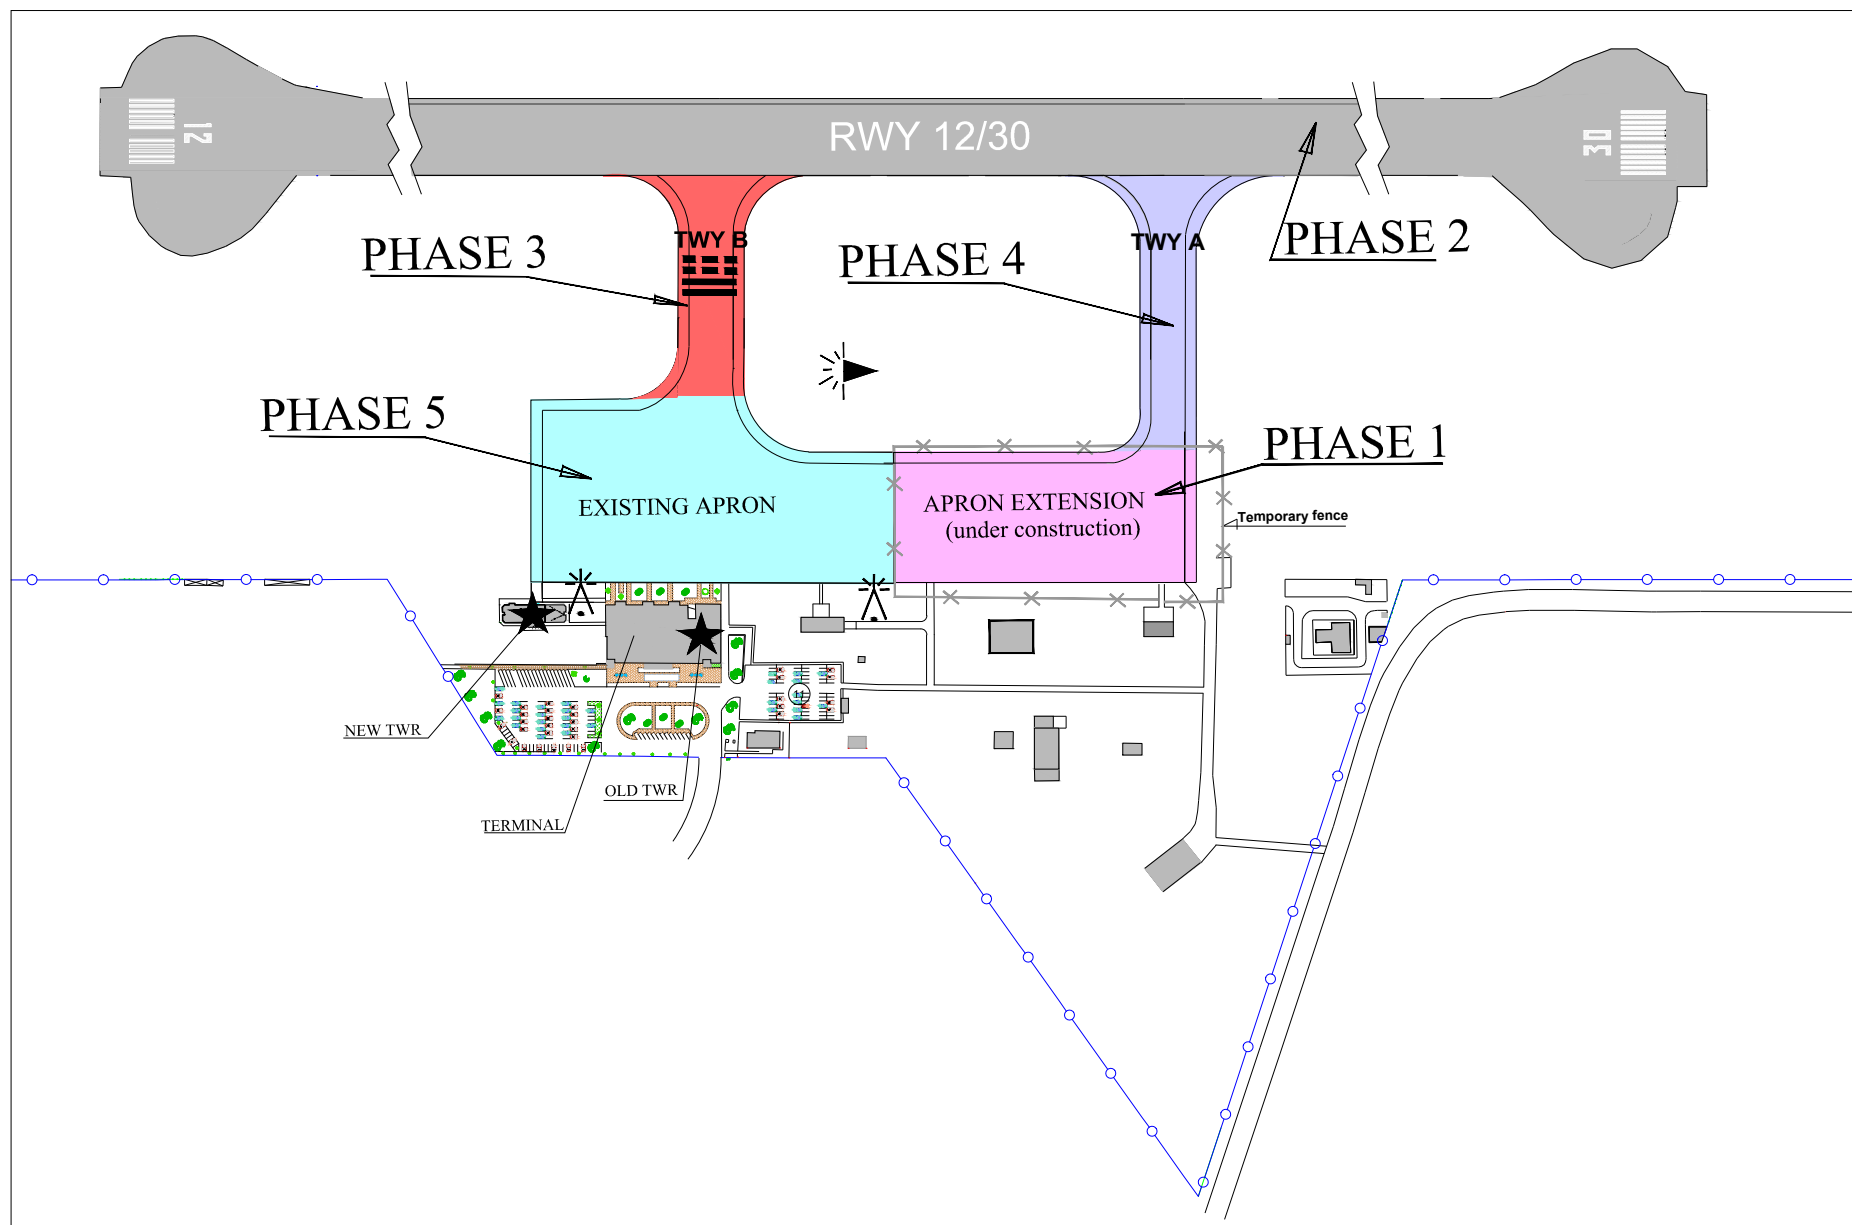 RWY 12/30
12
30
PHASE 3
TWY B
PHASE 4
TWY A
PHASE 2
PHASE 5
PHASE 1
EXISTING APRON
APRON EXTENSION
(under construction)
Temporary fence
NEW TWR
OLD TWR
TERMINAL